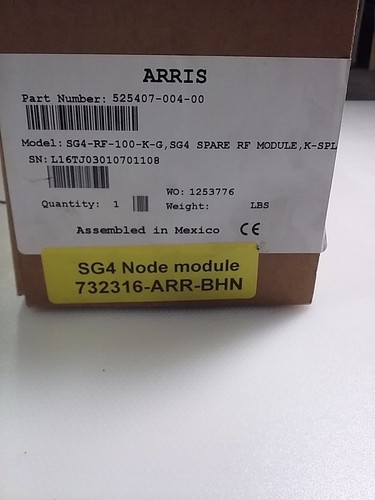 ARRIS
Part Number: 525407-004-00
Model: SG4-RF-100-K-G,SG4 SPARE RF MODULE,K-SPL
SN: L16TJ03010701108
WO: 1253776
Quantity: 1 Weight: LBS
Assembled in Mexico CE
SG4 Node module
732316-ARR-BHN